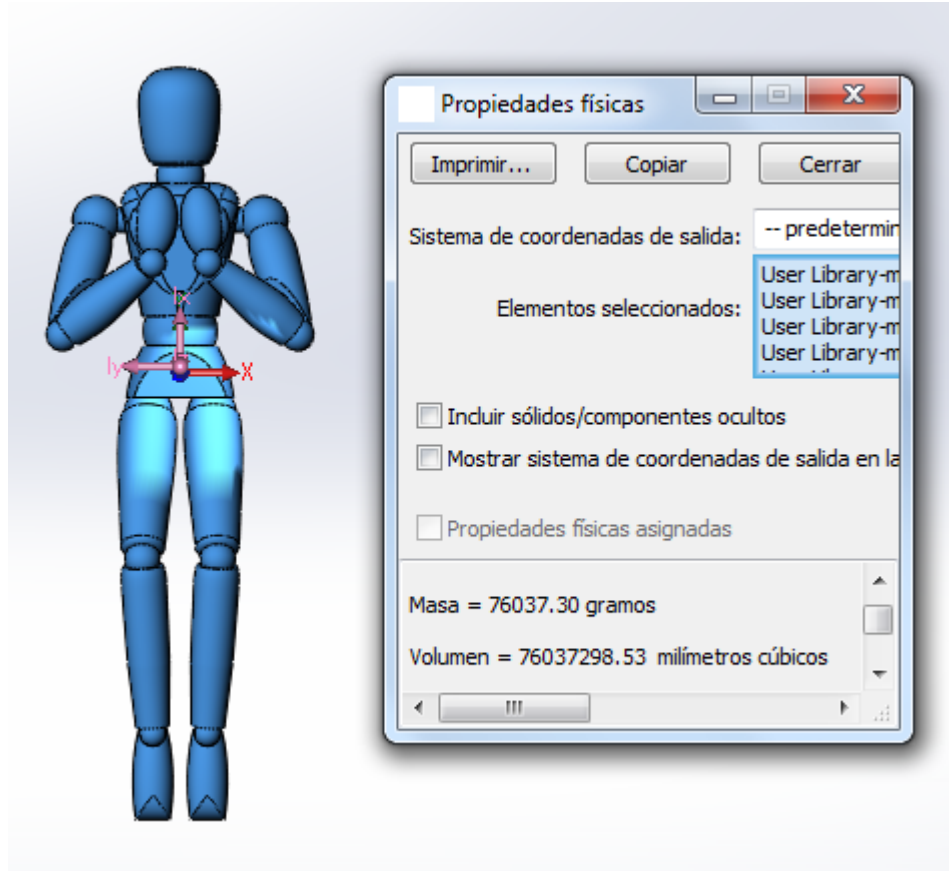 Propiedades físicas
Imprimir... Copiar Cerrar
Sistema de coordenadas de salida: -- predetermin
Elementos seleccionados: User Library-m
User Library-m
User Library-m
User Library-m
Incluir sólidos/componentes ocultos
Mostrar sistema de coordenadas de salida en la
Propiedades físicas asignadas
Masa = 76037.30 gramos
Volumen = 76037298.53 milímetros cúbicos
Ix
Iy
X